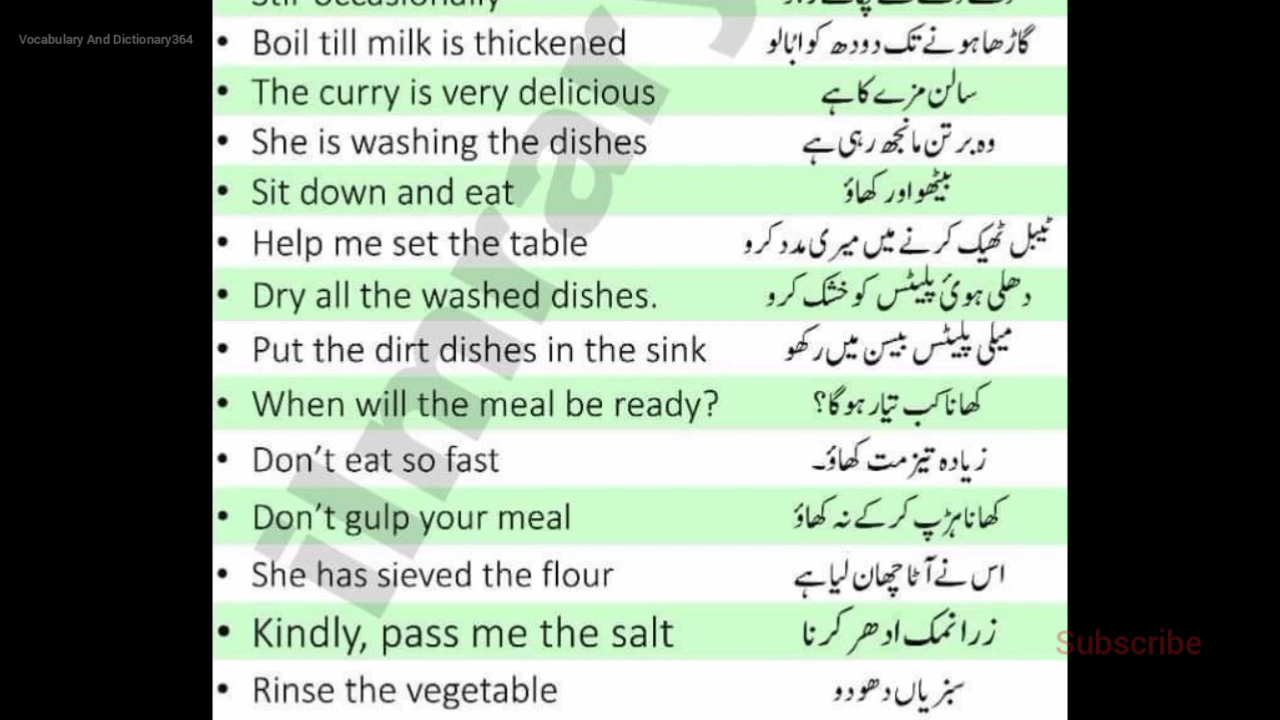 Vocabulary And Dictionary364
• Boil till milk is thickened گاڑھا ہونے تک دودھ کو ابالو
• The curry is very delicious سالن مزے کا ہے
• She is washing the dishes وہ برتن مانجھ رہی ہے
• Sit down and eat بیٹھو اور کھاؤ
• Help me set the table ٹیبل ٹھیک کرنے میں میری مدد کرو
• Dry all the washed dishes. دھلی ہوئ پلیٹس کو خشک کرو
• Put the dirt dishes in the sink میلی پلیٹس بیسن میں رکھو
• When will the meal be ready? کھانا کب تیار ہو گا؟
• Don’t eat so fast زیادہ تیز مت کھاؤ۔
• Don’t gulp your meal کھانا ہڑپ کر کے نہ کھاؤ
• She has sieved the flour اس نے آٹا چھان لیا ہے
• Kindly, pass me the salt زرا نمک ادھر کرنا
Subscribe
• Rinse the vegetable سبزیاں دھو دو